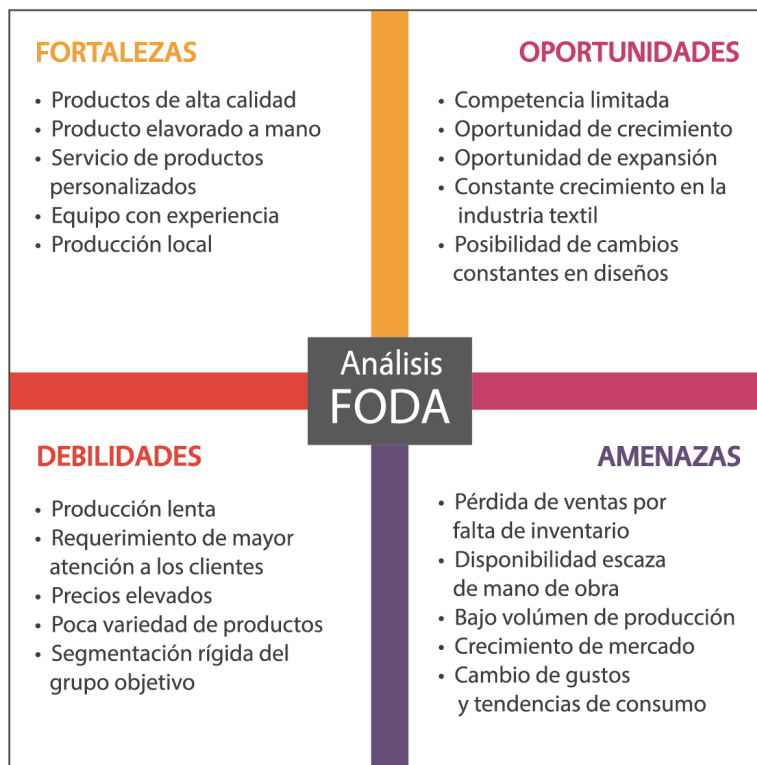 FORTALEZAS
• Productos de alta calidad
• Producto elavorado a mano
• Servicio de productos
personalizados
• Equipo con experiencia
• Producción local
OPORTUNIDADES
• Competencia limitada
• Oportunidad de crecimiento
• Oportunidad de expansión
• Constante crecimiento en la
industria textil
• Posibilidad de cambios
constantes en diseños
Análisis
FODA
DEBILIDADES
• Producción lenta
• Requerimiento de mayor
atención a los clientes
• Precios elevados
• Poca variedad de productos
• Segmentación rígida del
grupo objetivo
AMENAZAS
• Pérdida de ventas por
falta de inventario
• Disponibilidad escaza
de mano de obra
• Bajo volúmen de producción
• Crecimiento de mercado
• Cambio de gustos
y tendencias de consumo